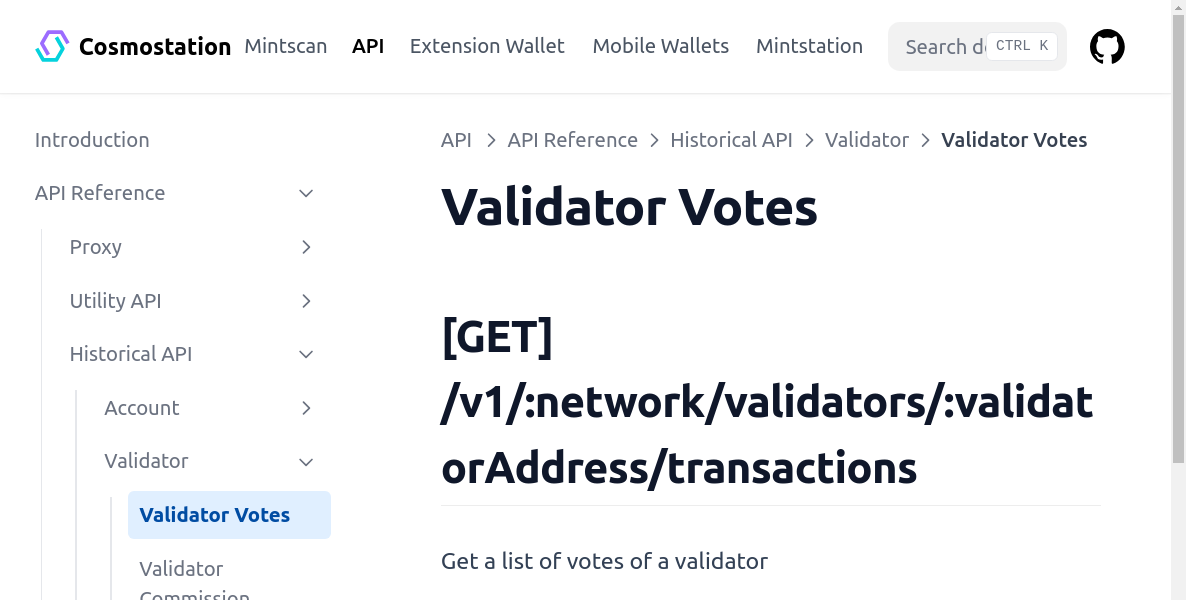 Cosmostation Mintscan API Extension Wallet Mobile Wallets Mintstation Search d CTRL K
Introduction
API Reference
Proxy
Utility API
Historical API
Account
Validator
Validator Votes
Validator
Commission
API > API Reference > Historical API > Validator > Validator Votes
Validator Votes
[GET]
/v1/:network/validators/:validat
orAddress/transactions
Get a list of votes of a validator